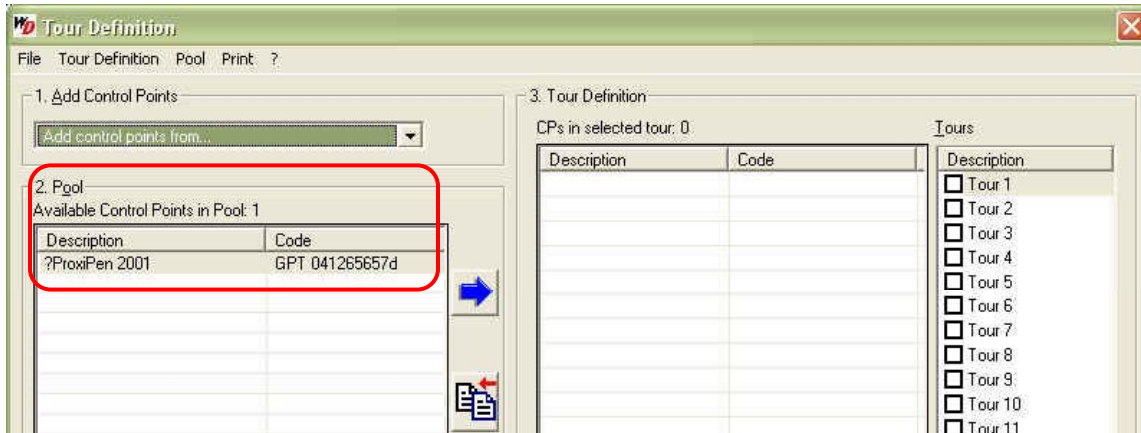 WD Tour Definition
File Tour Definition Pool Print ?
1. Add Control Points
Add control points from...
2. Pool
Available Control Points in Pool: 1
Description Code
?ProxiPen 2001 GPT 041265657d
3. Tour Definition
CPs in selected tour: 0
Description Code
Tours
Description
Tour 1
Tour 2
Tour 3
Tour 4
Tour 5
Tour 6
Tour 7
Tour 8
Tour 9
Tour 10
Tour 11